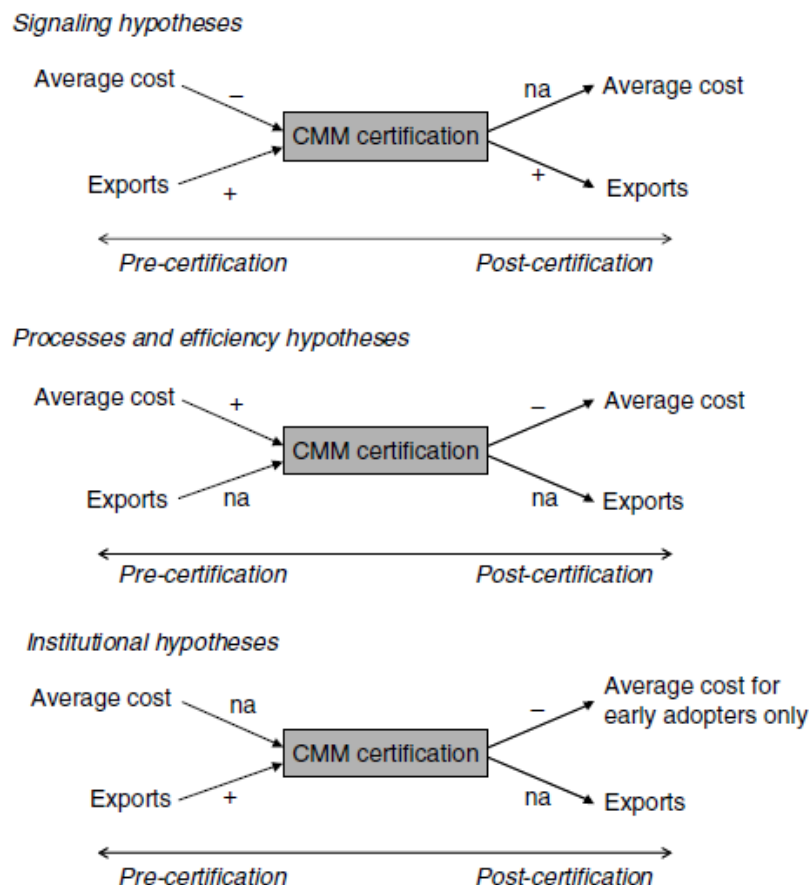 Signaling hypotheses
Average cost
–
na
Average cost
CMM certification
Exports
+
+
Exports
Pre-certification
Post-certification
Processes and efficiency hypotheses
Average cost
+
–
Average cost
CMM certification
Exports
na
na
Exports
Pre-certification
Post-certification
Institutional hypotheses
Average cost
na
–
Average cost for
early adopters only
CMM certification
Exports
+
na
Exports
Pre-certification
Post-certification